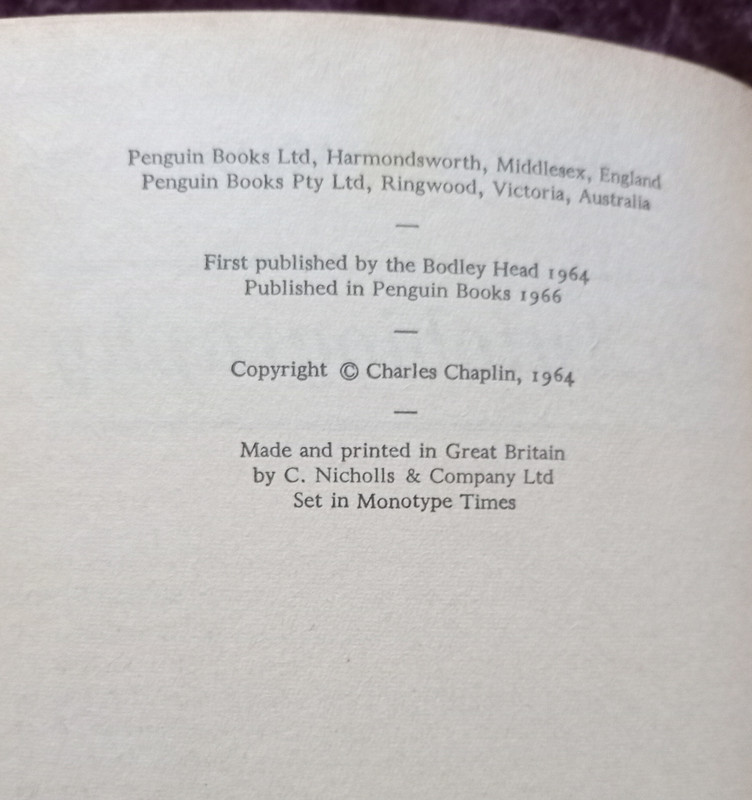 Penguin Books Ltd, Harmondsworth, Middlesex, England
Penguin Books Pty Ltd, Ringwood, Victoria, Australia
—
First published by the Bodley Head 1964
Published in Penguin Books 1966
—
Copyright © Charles Chaplin, 1964
—
Made and printed in Great Britain
by C. Nicholls & Company Ltd
Set in Monotype Times